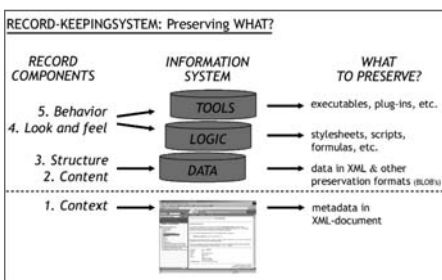 RECORD-KEEPINGSYSTEM: Preserving WHAT?
RECORD
COMPONENTS
INFORMATION
SYSTEM
WHAT
TO PRESERVE?
5. Behavior
4. Look and feel
TOOLS
executables, plug-ins, etc.
LOGIC
stylesheets, scripts,
formulas, etc.
3. Structure
2. Content
DATA
data in XML & other
preservation formats (BLOB's)
1. Context
metadata in
XML-document